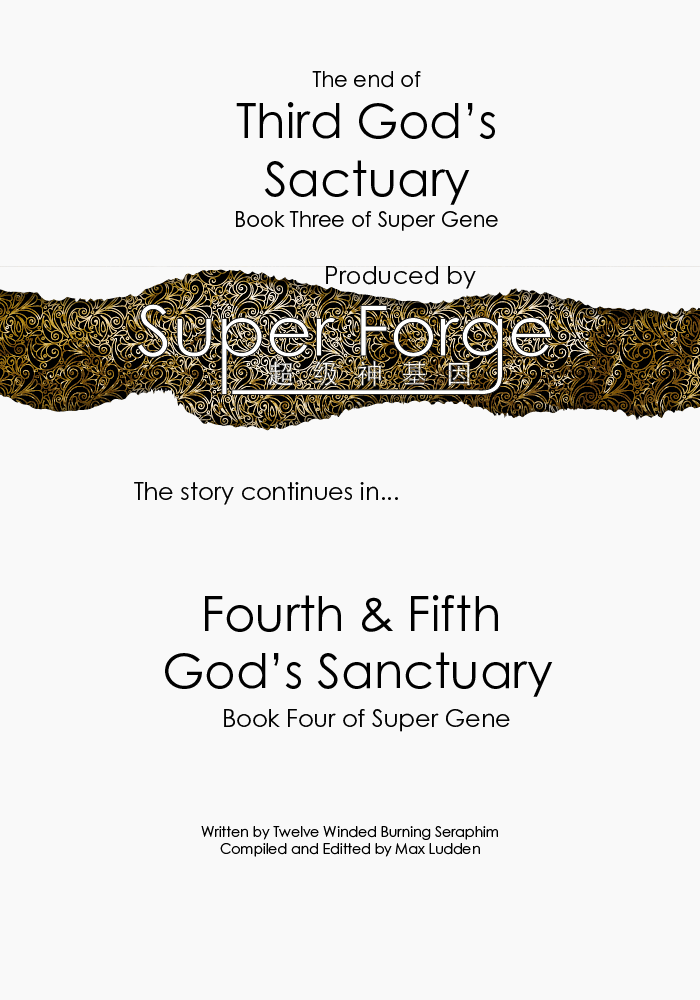 The end of
Third God’s
Sactuary
Book Three of Super Gene
Produced by
Super Forge
超级神基因
The story continues in...
Fourth & Fifth
God’s Sanctuary
Book Four of Super Gene
Written by Twelve Winded Burning Seraphim
Compiled and Editted by Max Ludden